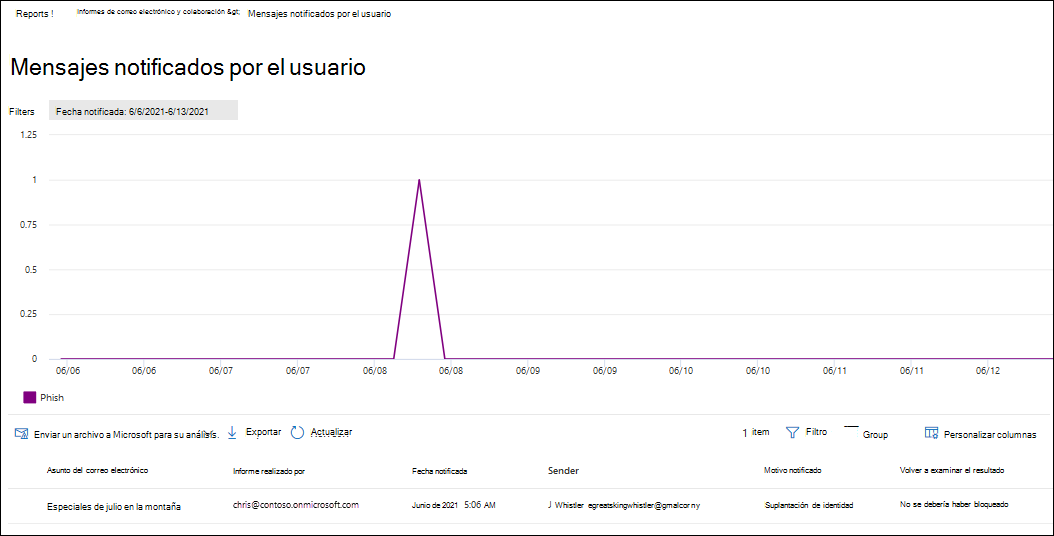 Reports ! Informes de correo electrónico y colaboración &gt; Mensajes notificados por el usuario
Mensajes notificados por el usuario
Filters Fecha notificada: 6/6/2021-6/13/2021
1.25
1
0.75
0.5
0.25
0
06/06 06/06 06/07 06/07 06/08 06/08 06/09 06/09 06/10 06/10 06/11 06/11 06/12
Phish
Enviar un archivo a Microsoft para su análisis. Exportar Actualizar 1 item Filtro Group Personalizar columnas
Asunto del correo electrónico Informe realizado por Fecha notificada Sender Motivo notificado Volver a examinar el resultado
Especiales de julio en la montaña chris@contoso.onmicrosoft.com Junio de 2021 5:06 AM J Whistler egreatskingwhistler@gmalcorny Suplantación de identidad No se debería haber bloqueado